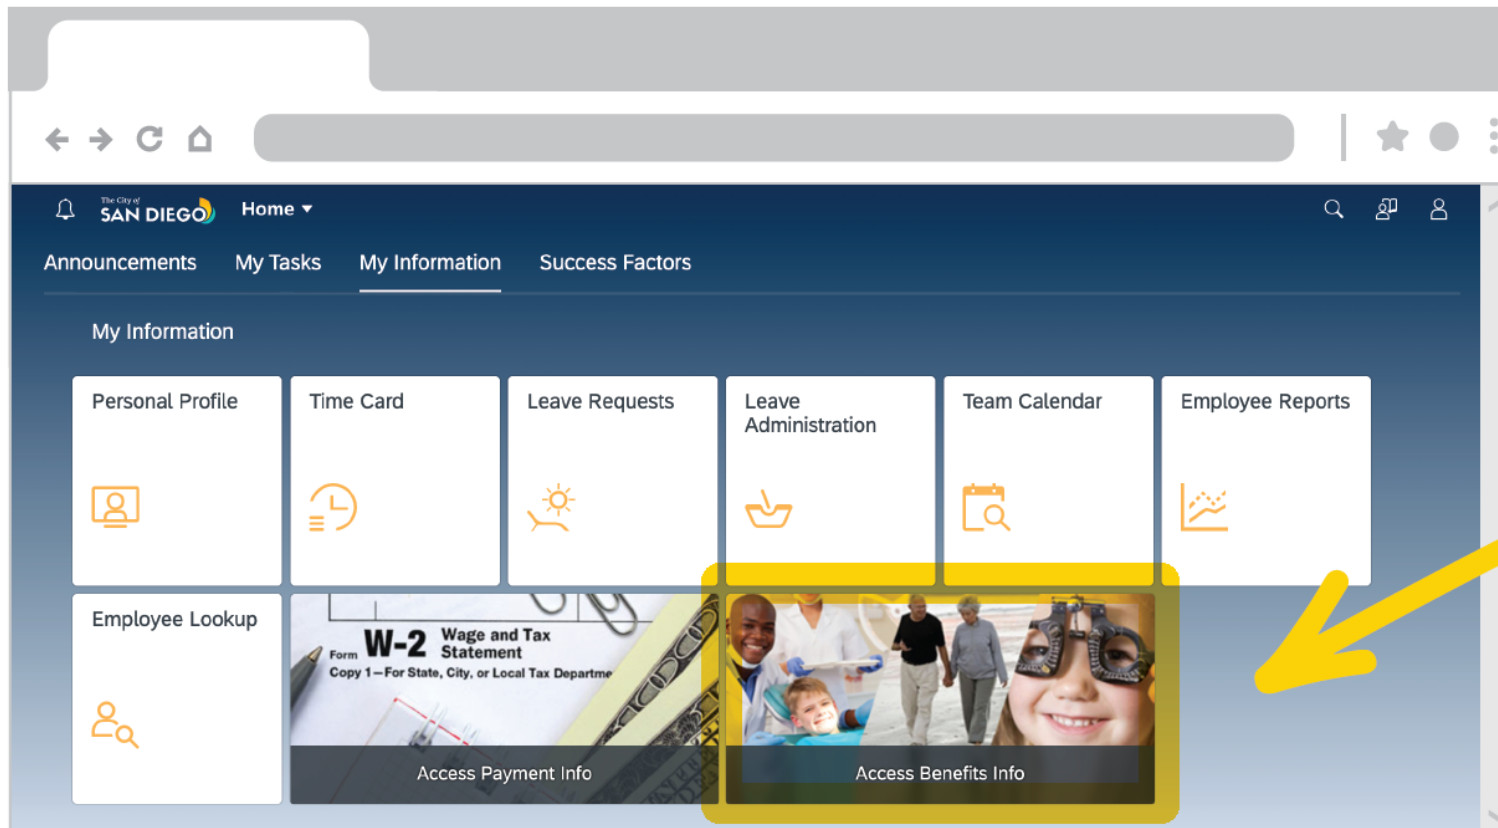 The City of
SAN DIEGO
Home
Announcements
My Tasks
My Information
Success Factors
My Information
Personal Profile
Time Card
Leave Requests
Leave
Administration
Team Calendar
Employee Reports
Employee Lookup
Form W-2 Wage and Tax
Statement
Copy 1—For State, City, or Local Tax Departme
Access Payment Info
Access Benefits Info